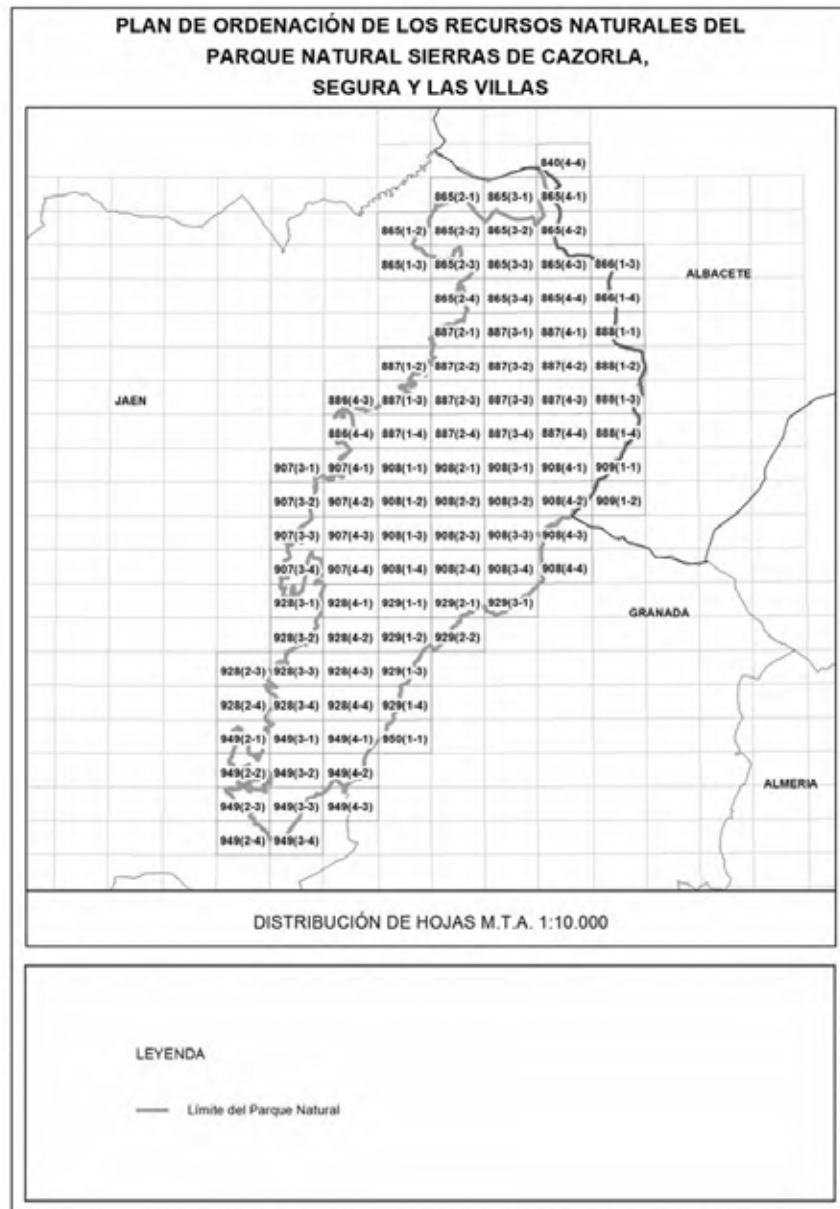 PLAN DE ORDENACIÓN DE LOS RECURSOS NATURALES DEL
PARQUE NATURAL SIERRAS DE CAZORLA,
SEGURA Y LAS VILLAS
840(4-4)
865(2-1) 865(3-1) 865(4-1)
865(1-2) 865(2-2) 865(3-2) 865(4-2)
865(1-3) 865(2-3) 865(3-3) 865(4-3) 866(1-3)
ALBACETE
865(2-4) 865(3-4) 865(4-4) 866(1-4)
887(2-1) 887(3-1) 887(4-1) 888(1-1)
887(1-2) 887(2-2) 887(3-2) 887(4-2) 888(1-2)
JAEN
886(4-3) 887(1-3) 887(2-3) 887(3-3) 887(4-3) 888(1-3)
886(4-4) 887(1-4) 887(2-4) 887(3-4) 887(4-4) 888(1-4)
907(3-1) 907(4-1) 908(1-1) 908(2-1) 908(3-1) 908(4-1) 909(1-1)
907(3-2) 907(4-2) 908(1-2) 908(2-2) 908(3-2) 908(4-2) 909(1-2)
907(3-3) 907(4-3) 908(1-3) 908(2-3) 908(3-3) 908(4-3)
907(3-4) 907(4-4) 908(1-4) 908(2-4) 908(3-4) 908(4-4)
928(3-1) 928(4-1) 929(1-1) 929(2-1) 929(3-1)
GRANADA
928(3-2) 928(4-2) 929(1-2) 929(2-2)
928(2-3) 928(3-3) 928(4-3) 929(1-3)
928(2-4) 928(3-4) 928(4-4) 929(1-4)
949(2-1) 949(3-1) 949(4-1) 950(1-1)
949(2-2) 949(3-2) 949(4-2)
ALMERIA
949(2-3) 949(3-3) 949(4-3)
949(2-4) 949(3-4)
DISTRIBUCIÓN DE HOJAS M.T.A. 1:10.000
LEYENDA
Límite del Parque Natural